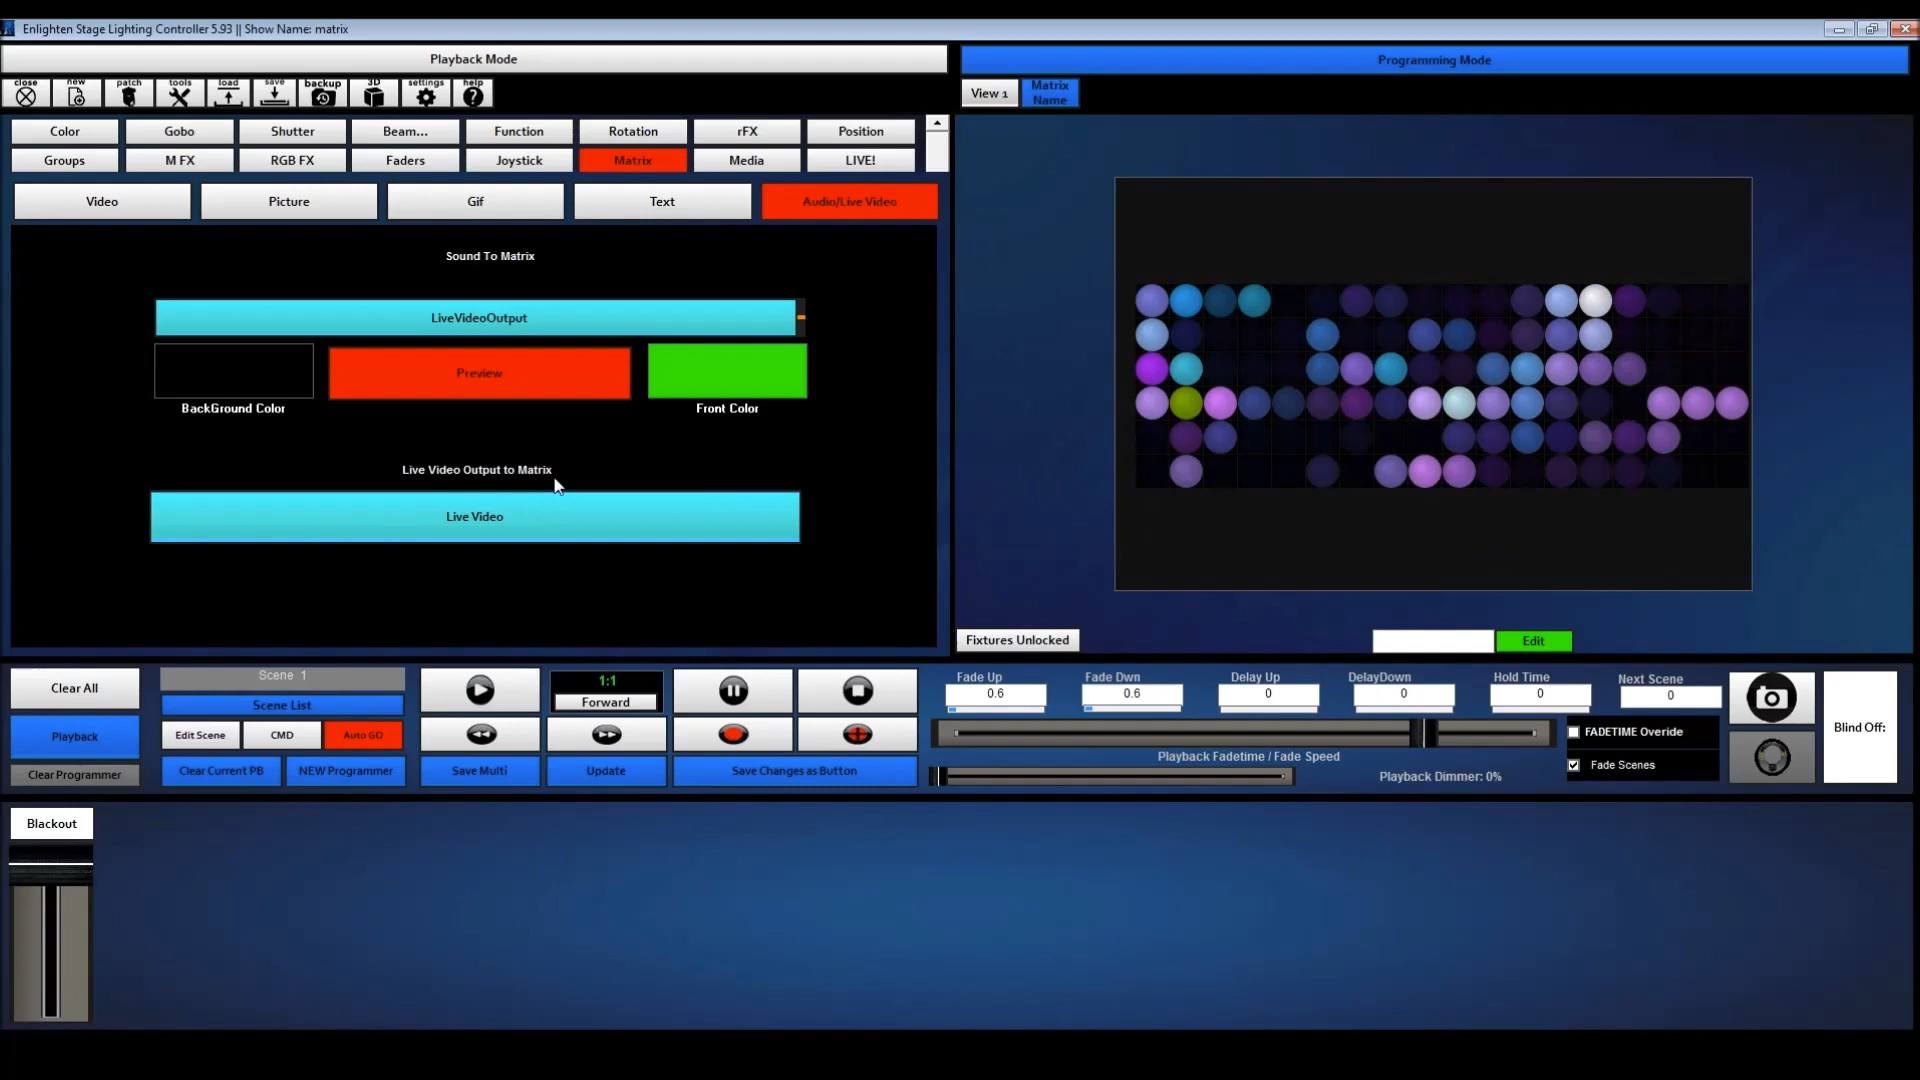 Enlighten Stage Lighting Controller 5.93 || Show Name: matrix
Playback Mode
Programming Mode
close new patch tools load save backup 3D settings help
View 1
Matrix
Name
Color Gobo Shutter Beam... Function Rotation rFX Position
Groups M FX RGB FX Faders Joystick Matrix Media LIVE!
Video Picture Gif Text Audio/Live Video
Sound To Matrix
LiveVideoOutput
Preview
BackGround Color Front Color
Live Video Output to Matrix
Live Video
Fixtures Unlocked
Edit
Clear All
Playback
Clear Programmer
Scene 1
Scene List
Edit Scene CMD Auto GO
Clear Current PB NEW Programmer
1:1
Forward
Save Multi Update Save Changes as Button
Fade Up Fade Dwn Delay Up DelayDown Hold Time Next Scene
0.6 0.6 0 0 0 0
FADETIME Override
Playback Fadetime / Fade Speed
Fade Scenes
Playback Dimmer: 0%
Blind Off:
Blackout